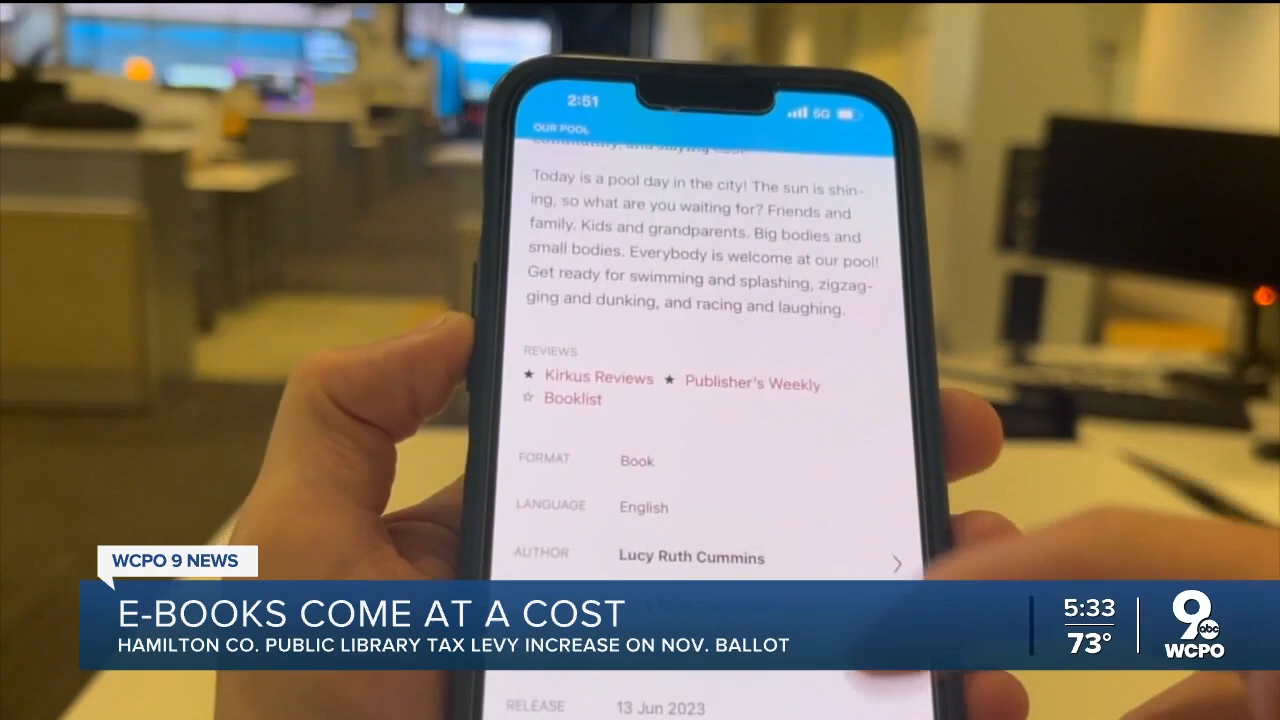 2:51
5G
OUR POOL
community, and staying cool
Today is a pool day in the city! The sun is shin-
ing, so what are you waiting for? Friends and
family. Kids and grandparents. Big bodies and
small bodies. Everybody is welcome at our pool!
Get ready for swimming and splashing, zigzag-
ging and dunking, and racing and laughing.
REVIEWS
★ Kirkus Reviews ★ Publisher's Weekly
☆ Booklist
FORMAT Book
LANGUAGE English
AUTHOR Lucy Ruth Cummins
RELEASE 13 Jun 2023
WCPO 9 NEWS
E-BOOKS COME AT A COST
HAMILTON CO. PUBLIC LIBRARY TAX LEVY INCREASE ON NOV. BALLOT
5:33
73°
9 abc
WCPO